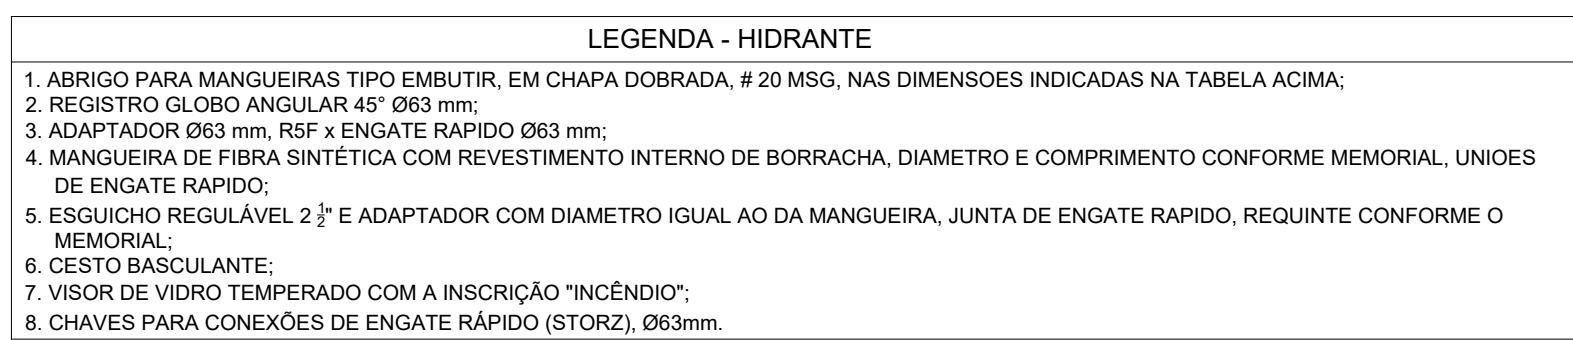 LEGENDA - HIDRANTE
1. ABRIGO PARA MANGUEIRAS TIPO EMBUTIR, EM CHAPA DOBRADA, # 20 MSG, NAS DIMENSOES INDICADAS NA TABELA ACIMA;
2. REGISTRO GLOBO ANGULAR 45° Ø63 mm;
3. ADAPTADOR Ø63 mm, R5F x ENGATE RAPIDO Ø63 mm;
4. MANGUEIRA DE FIBRA SINTÉTICA COM REVESTIMENTO INTERNO DE BORRACHA, DIAMETRO E COMPRIMENTO CONFORME MEMORIAL, UNIOES
DE ENGATE RAPIDO;
5. ESGUICHO REGULÁVEL 2 ½" E ADAPTADOR COM DIAMETRO IGUAL AO DA MANGUEIRA, JUNTA DE ENGATE RAPIDO, REQUINTE CONFORME O
MEMORIAL;
6. CESTO BASCULANTE;
7. VISOR DE VIDRO TEMPERADO COM A INSCRIÇÃO "INCÊNDIO";
8. CHAVES PARA CONEXÕES DE ENGATE RÁPIDO (STORZ), Ø63mm.